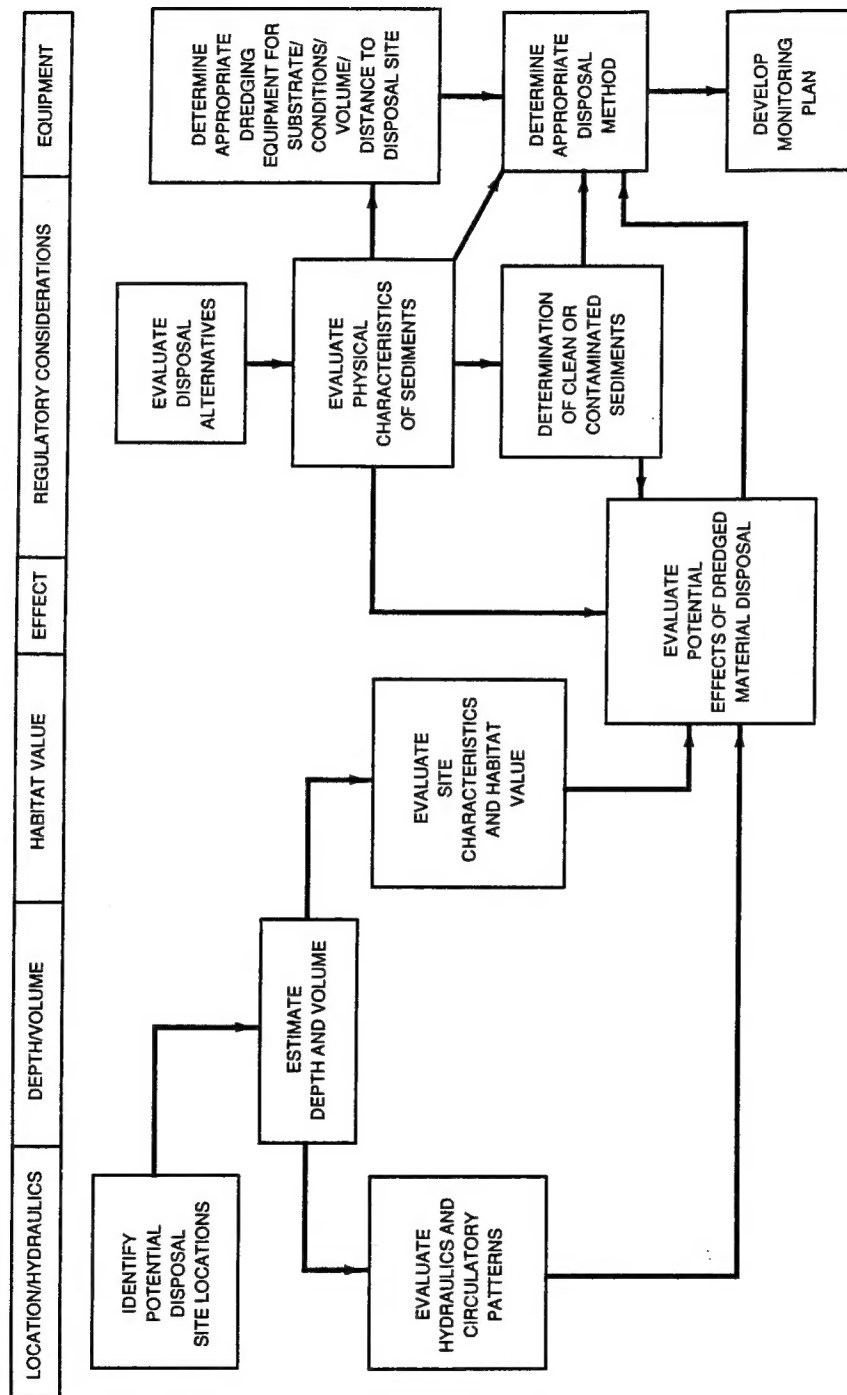 LOCATION/HYDRAULICS
DEPTH/VOLUME
HABITAT VALUE
EFFECT
REGULATORY CONSIDERATIONS
EQUIPMENT
IDENTIFY
POTENTIAL
DISPOSAL
SITE LOCATIONS
ESTIMATE
DEPTH AND VOLUME
EVALUATE
HYDRAULICS AND
CIRCULATORY
PATTERNS
EVALUATE
SITE
CHARACTERISTICS
AND HABITAT
VALUE
EVALUATE
POTENTIAL
EFFECTS OF DREDGED
MATERIAL DISPOSAL
EVALUATE
DISPOSAL
ALTERNATIVES
EVALUATE
PHYSICAL
CHARACTERISTICS
OF SEDIMENTS
DETERMINATION
OF CLEAN OR
CONTAMINATED
SEDIMENTS
DETERMINE
APPROPRIATE
DREDGING
EQUIPMENT FOR
SUBSTRATE/
CONDITIONS/
VOLUME/
DISTANCE TO
DISPOSAL SITE
DETERMINE
APPROPRIATE
DISPOSAL
METHOD
DEVELOP
MONITORING
PLAN